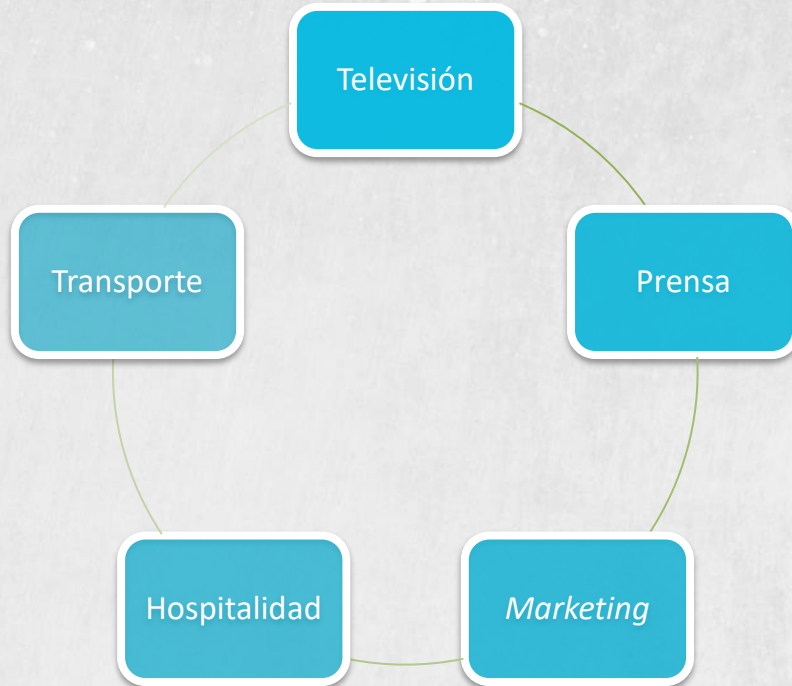 Televisión
Prensa
Marketing
Hospitalidad
Transporte